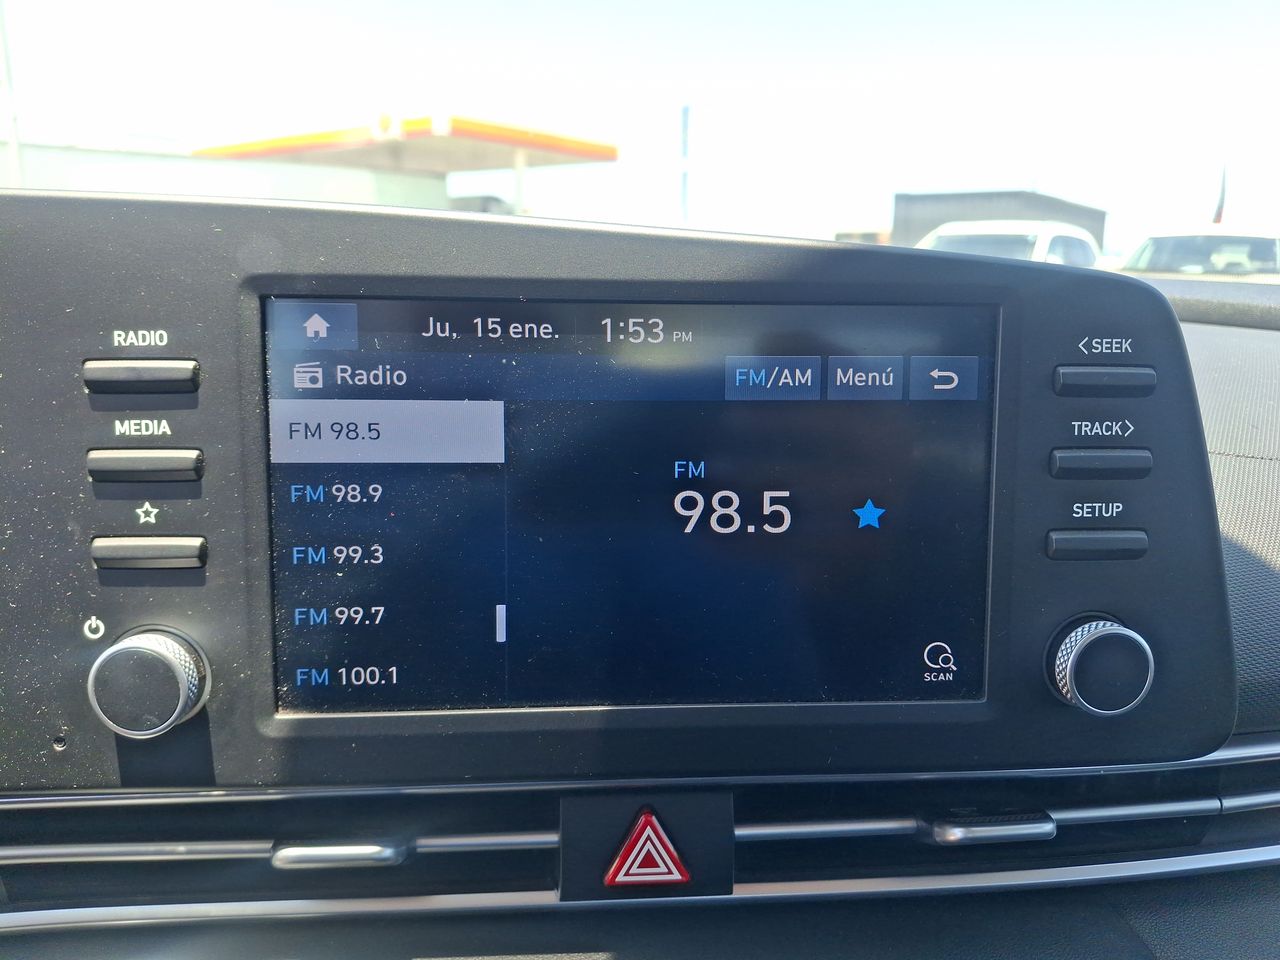 Ju, 15 ene. 1:53 PM
Radio FM/AM Menú
FM 98.5
FM 98.9
FM 99.3
FM 99.7
FM 100.1
FM
98.5
SCAN
RADIO
MEDIA
<SEEK
TRACK>
SETUP